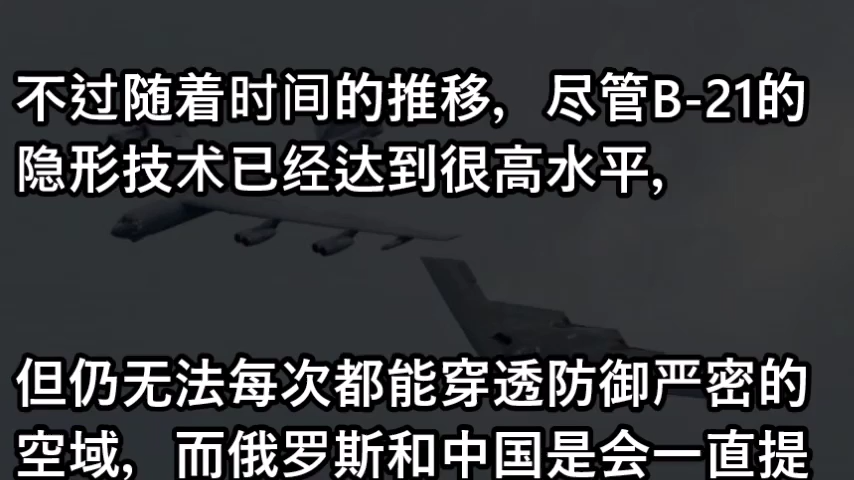 不过随着时间的推移，尽管B-21的
隐形技术已经达到很高水平，
但仍无法每次都能穿透防御严密的
空域，而俄罗斯和中国是会一直提